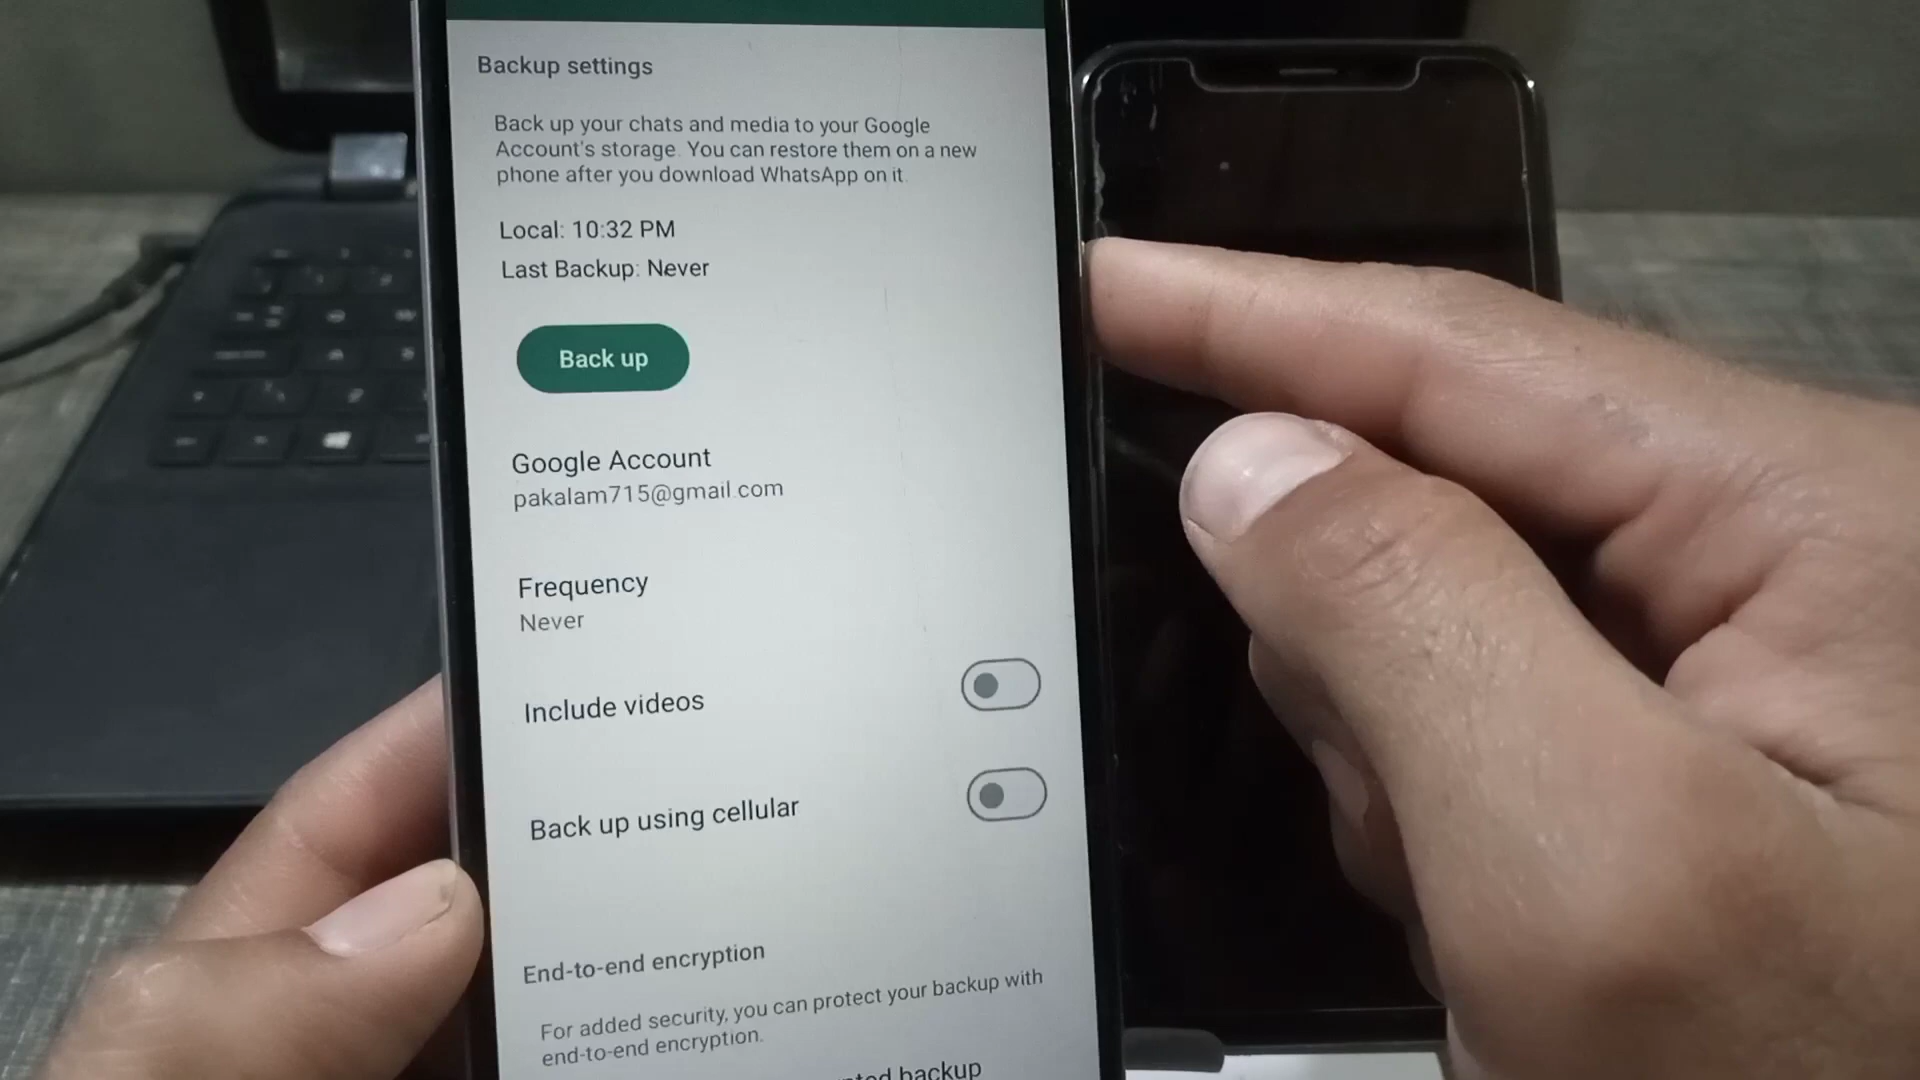 Backup settings
Back up your chats and media to your Google
Account's storage. You can restore them on a new
phone after you download WhatsApp on it.
Local: 10:32 PM
Last Backup: Never
Back up
Google Account
pakalam715@gmail.com
Frequency
Never
Include videos
Back up using cellular
End-to-end encryption
For added security, you can protect your backup with
end-to-end encryption.
backup